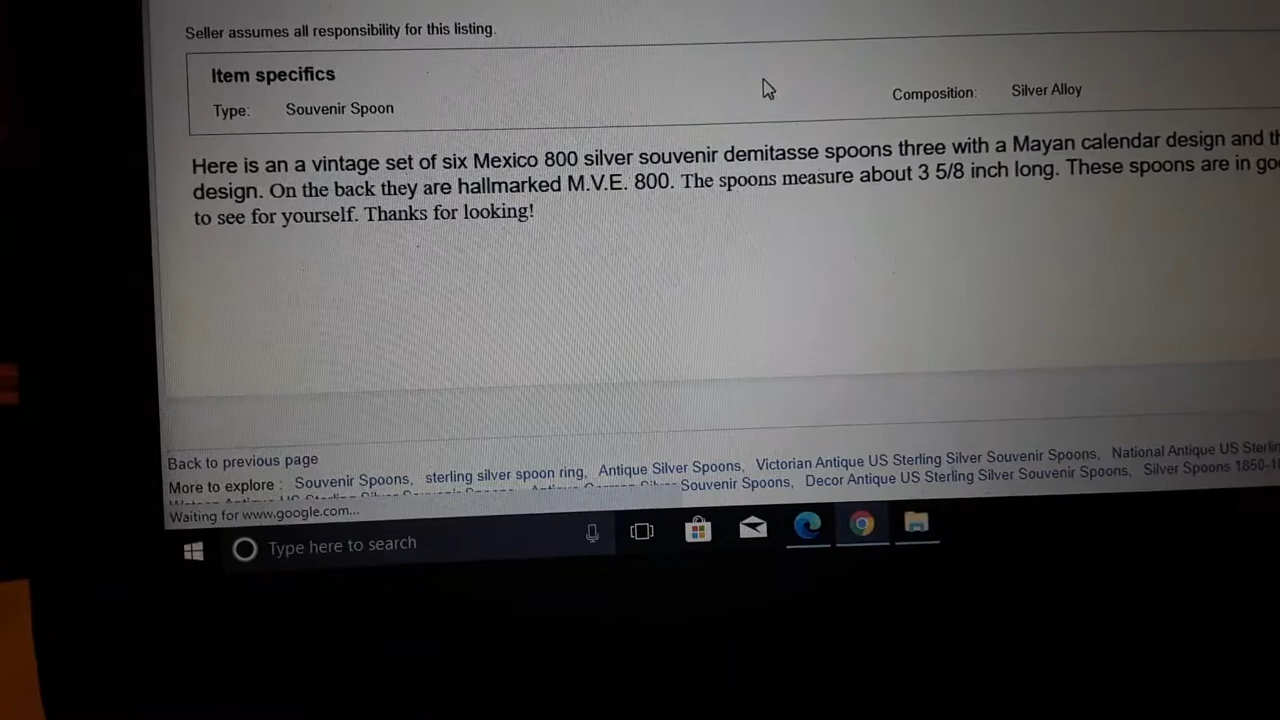 Seller assumes all responsibility for this listing.
Item specifics
Type: Souvenir Spoon
Composition: Silver Alloy
Here is an a vintage set of six Mexico 800 silver souvenir demitasse spoons three with a Mayan calendar design and
design. On the back they are hallmarked M.V.E. 800. The spoons measure about 3 5/8 inch long. These spoons are in
to see for yourself. Thanks for looking!
Back to previous page
More to explore : Souvenir Spoons, sterling silver spoon ring, Antique Silver Spoons, Victorian Antique US Sterling Silver Souvenir Spoons, National Antique US
Souvenir Spoons, Decor Antique US Sterling Silver Souvenir Spoons, Silver Spoons
Waiting for www.google.com...
Type here to search